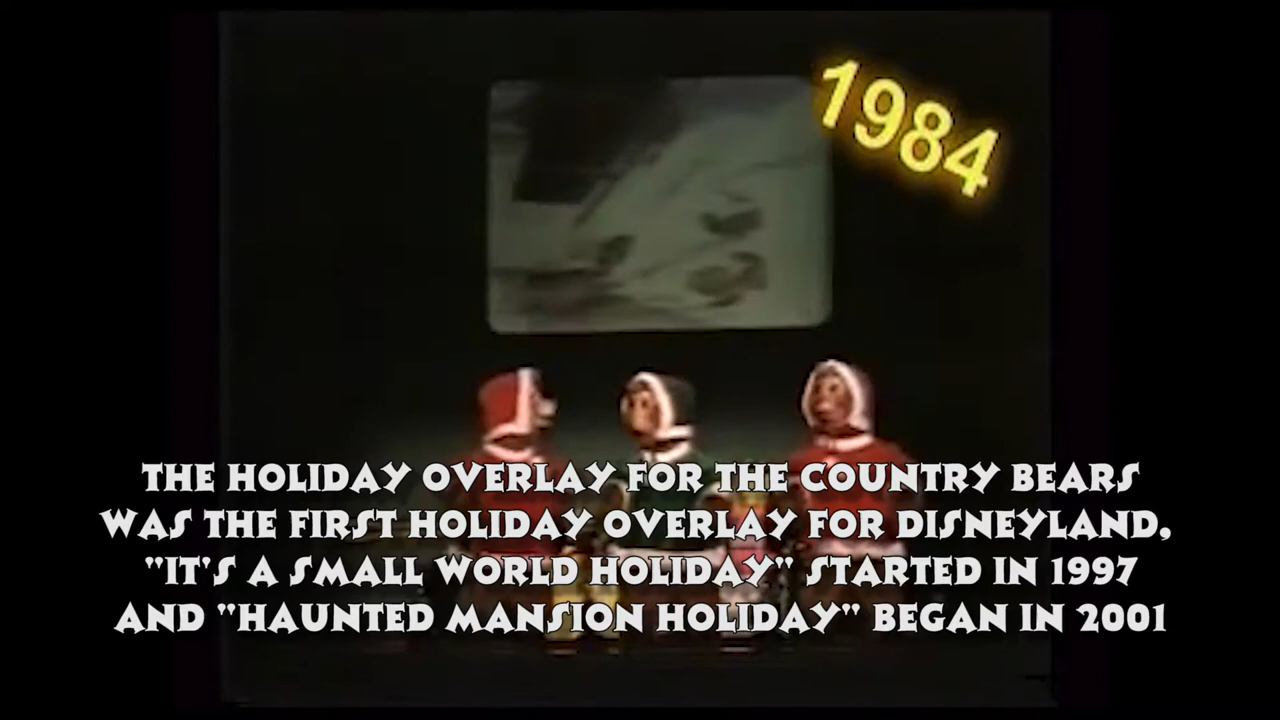 1984
THE HOLIDAY OVERLAY FOR THE COUNTRY BEARS
WAS THE FIRST HOLIDAY OVERLAY FOR DISNEYLAND.
"IT'S A SMALL WORLD HOLIDAY" STARTED IN 1997
AND "HAUNTED MANSION HOLIDAY" BEGAN IN 2001